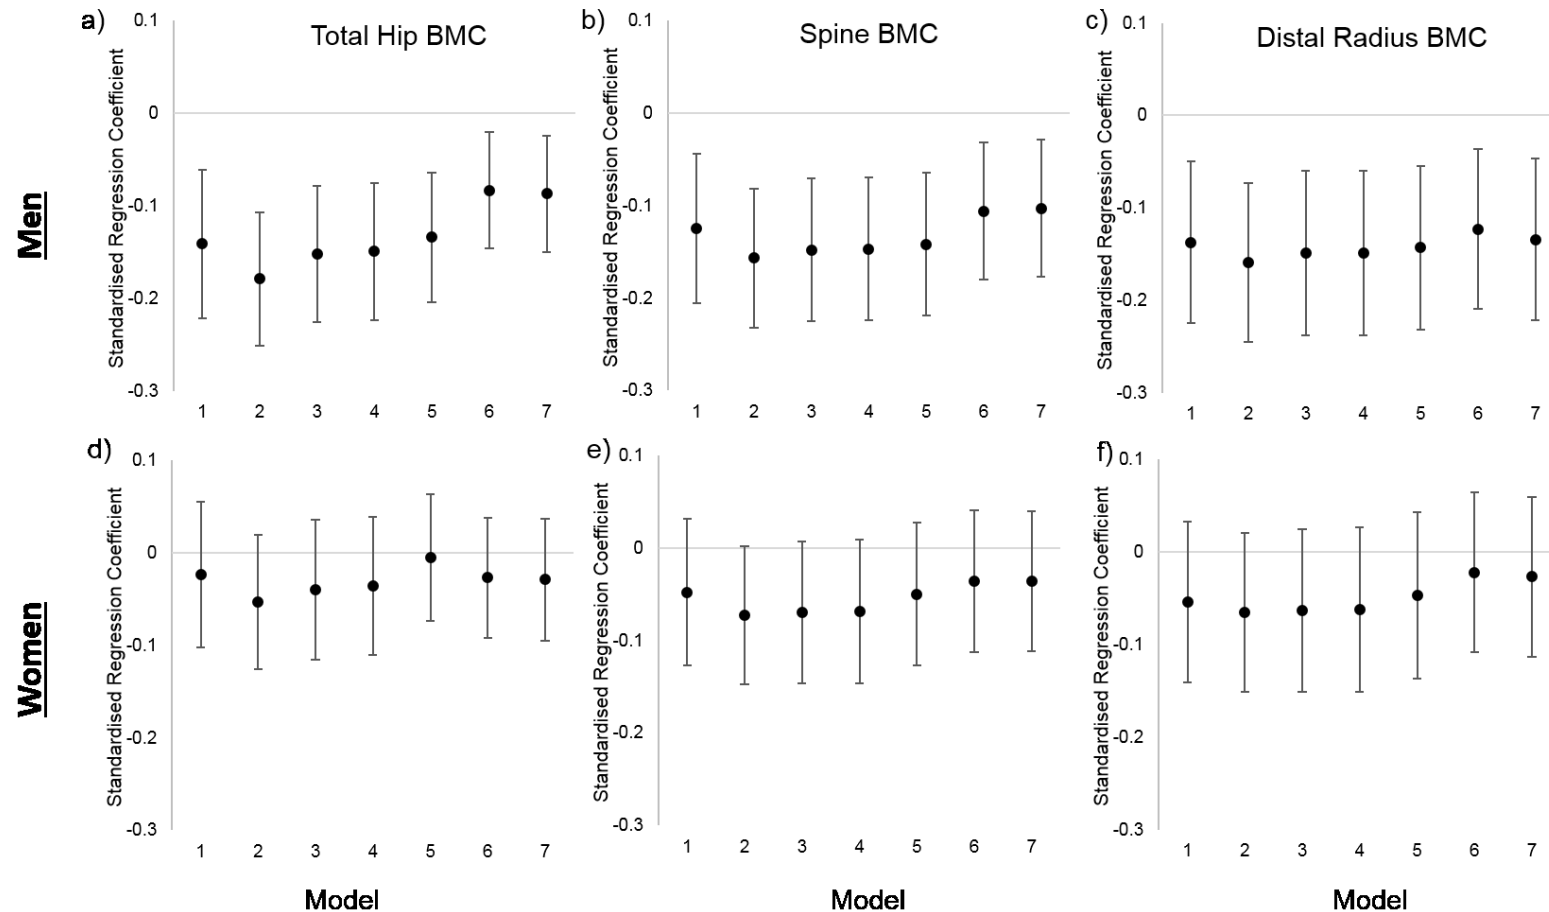 Men
a)
Total Hip BMC
Standardised Regression Coefficient
0.1
0
-0.1
-0.2
-0.3
1 2 3 4 5 6 7
b)
Spine BMC
Standardised Regression Coefficient
0.1
0
-0.1
-0.2
-0.3
1 2 3 4 5 6 7
c)
Distal Radius BMC
Standardised Regression Coefficient
0.1
0
-0.1
-0.2
-0.3
1 2 3 4 5 6 7
Women
d)
Standardised Regression Coefficient
0.1
0
-0.1
-0.2
-0.3
1 2 3 4 5 6 7
Model
e)
Standardised Regression Coefficient
0.1
0
-0.1
-0.2
-0.3
1 2 3 4 5 6 7
Model
f)
Standardised Regression Coefficient
0.1
0
-0.1
-0.2
-0.3
1 2 3 4 5 6 7
Model